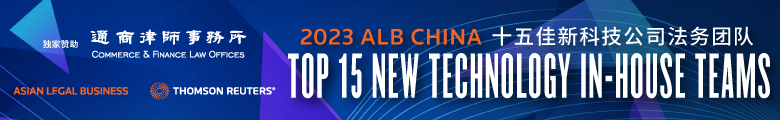 独家赞助
通商律師事務所
COMMERCE & FINANCE LAW OFFICES
ASIAN LEGAL BUSINESS
THOMSON REUTERS®
2023 ALB CHINA 十五佳新科技公司法务团队
TOP 15 NEW TECHNOLOGY IN-HOUSE TEAMS